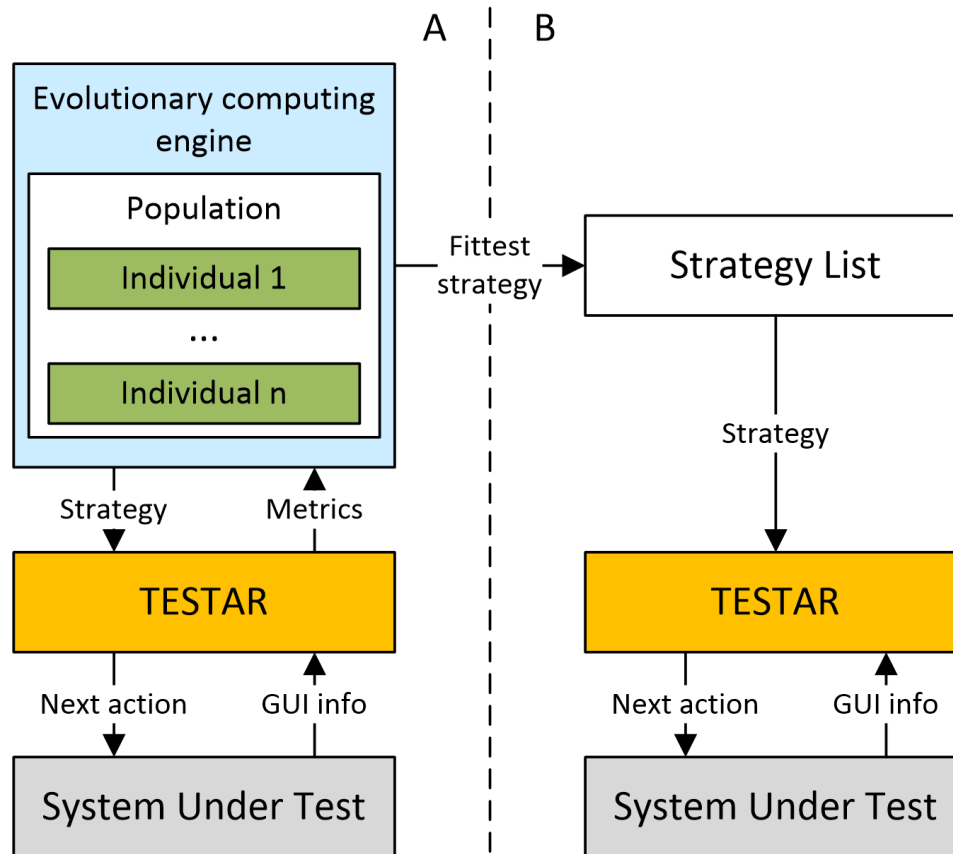 A
B
Evolutionary computing
engine
Population
Individual 1
...
Individual n
Fittest
strategy
Strategy List
Strategy
Metrics
Strategy
TESTAR
TESTAR
Next action
GUI info
Next action
GUI info
System Under Test
System Under Test